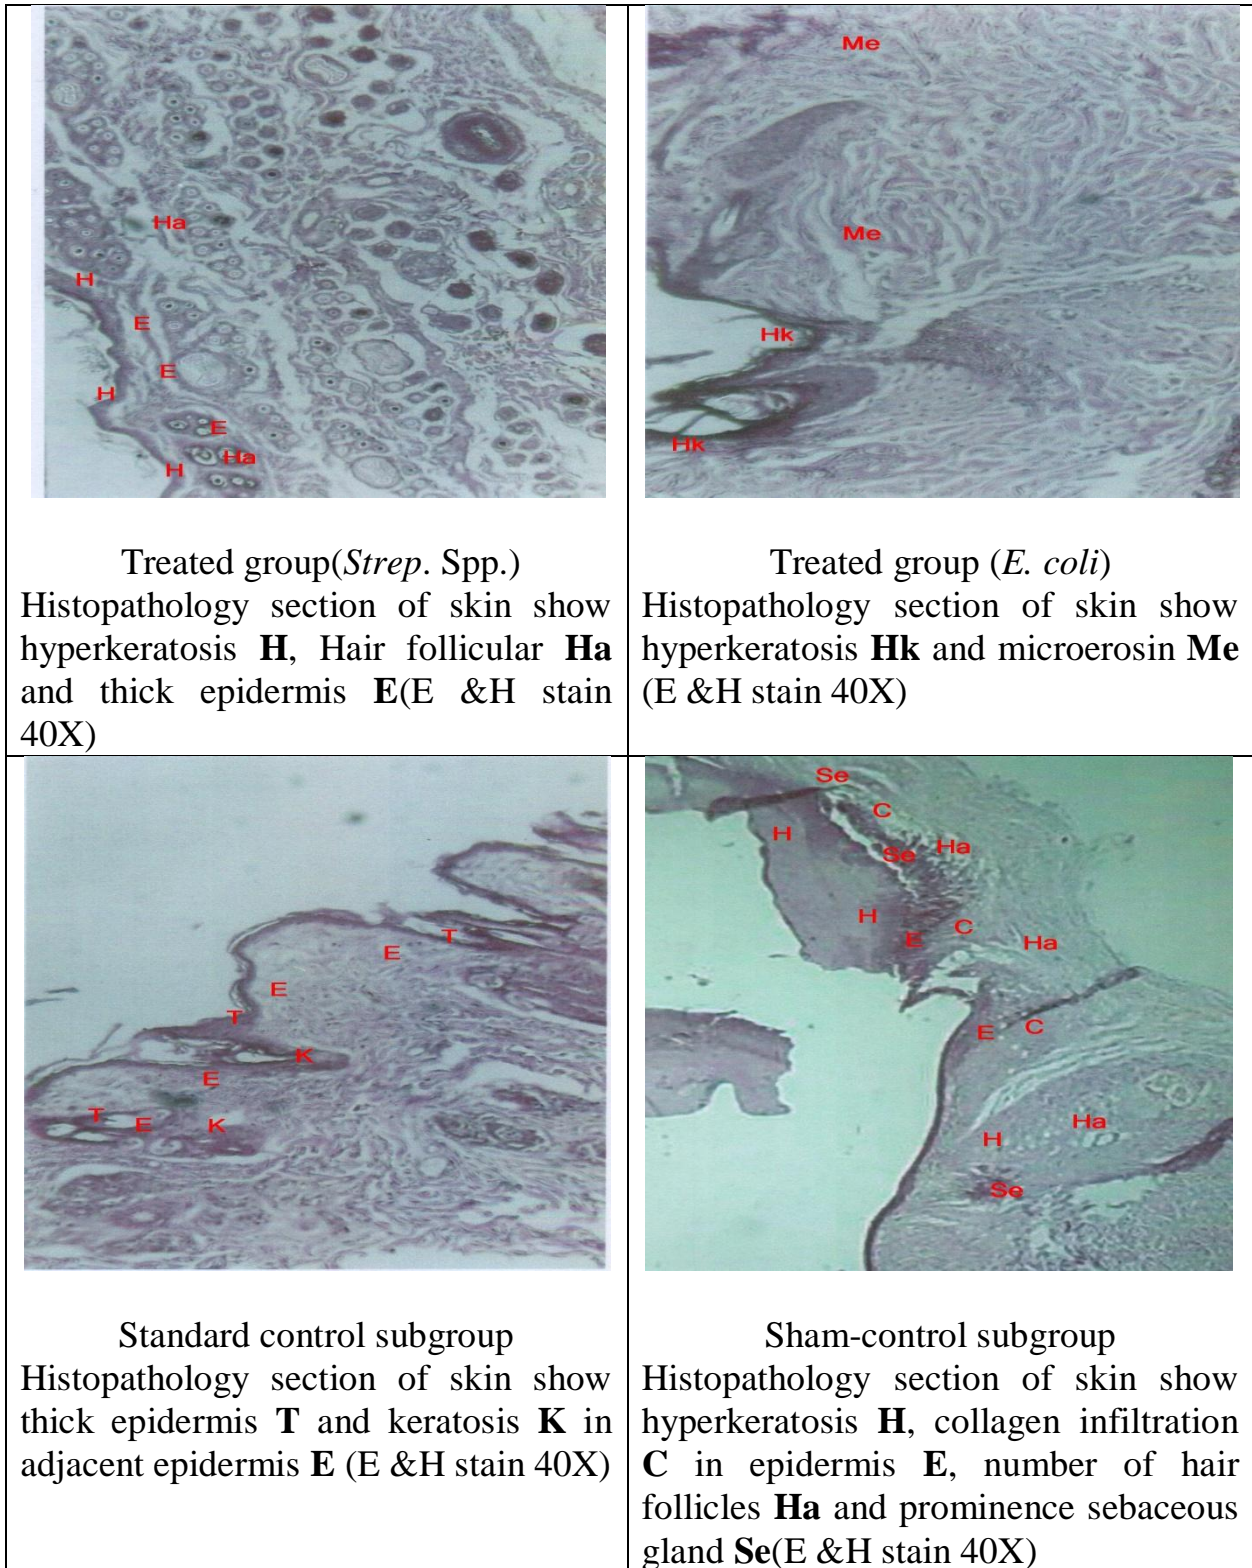 Ha
H
E
E
H
E
Ha
H
Me
Me
Hk
Hk
Treated group(Strep. Spp.)
Histopathology section of skin show
hyperkeratosis H, Hair follicular Ha
and thick epidermis E(E &H stain
40X)
Treated group (E. coli)
Histopathology section of skin show
hyperkeratosis Hk and microerosin Me
(E &H stain 40X)
T
E
E
T
K
E
T
E
K
Se
C
H
Ha
Se
H
C
E
Ha
E
C
Ha
H
Se
Standard control subgroup
Histopathology section of skin show
thick epidermis T and keratosis K in
adjacent epidermis E (E &H stain 40X)
Sham-control subgroup
Histopathology section of skin show
hyperkeratosis H, collagen infiltration
C in epidermis E, number of hair
follicles Ha and prominence sebaceous
gland Se(E &H stain 40X)